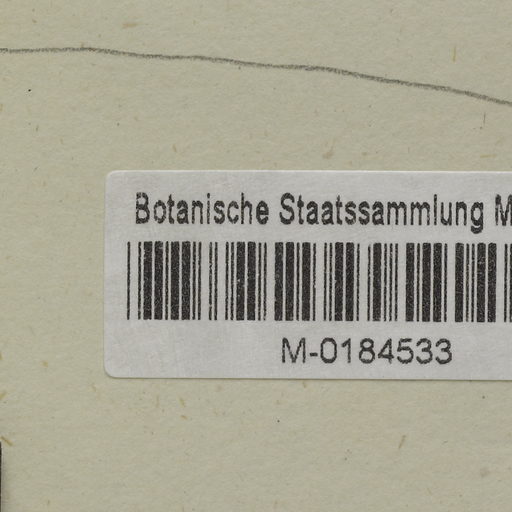 Botanische Staatssammlung M
M-0184533